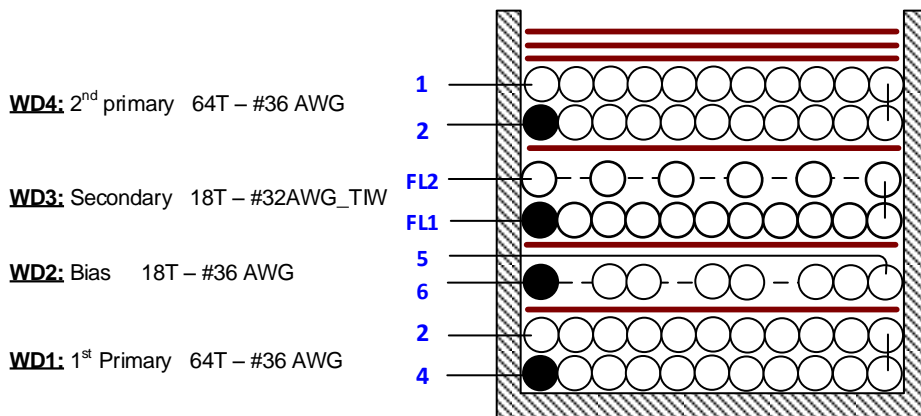 WD4: 2nd primary 64T – #36 AWG
1
2
WD3: Secondary 18T – #32AWG_TIW
FL2
FL1
WD2: Bias 18T – #36 AWG
5
6
WD1: 1st Primary 64T – #36 AWG
2
4